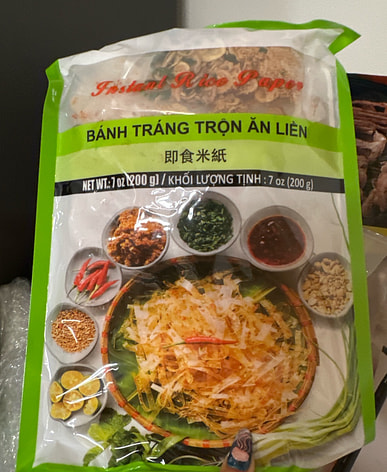 Instant Rice Paper
BÁNH TRÁNG TRỘN ĂN LIỀN
即食米紙
NET WT.: 7 oz (200 g) / KHỐI LƯỢNG TỊNH : 7 oz (200 g)